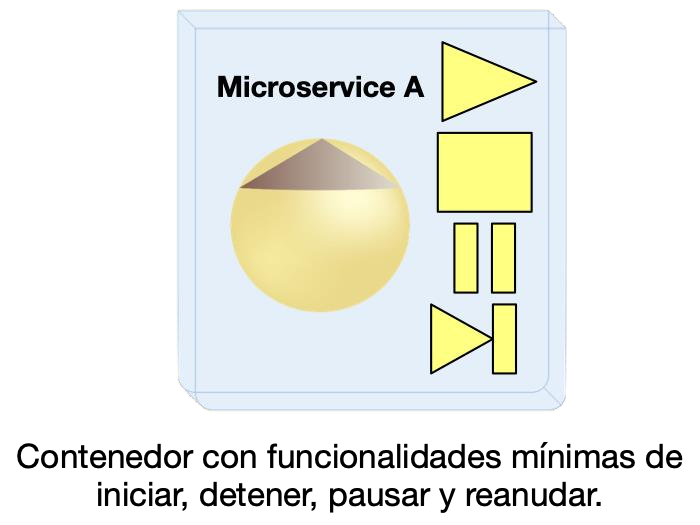 Microservice A
Contenedor con funcionalidades mínimas de
iniciar, detener, pausar y reanudar.